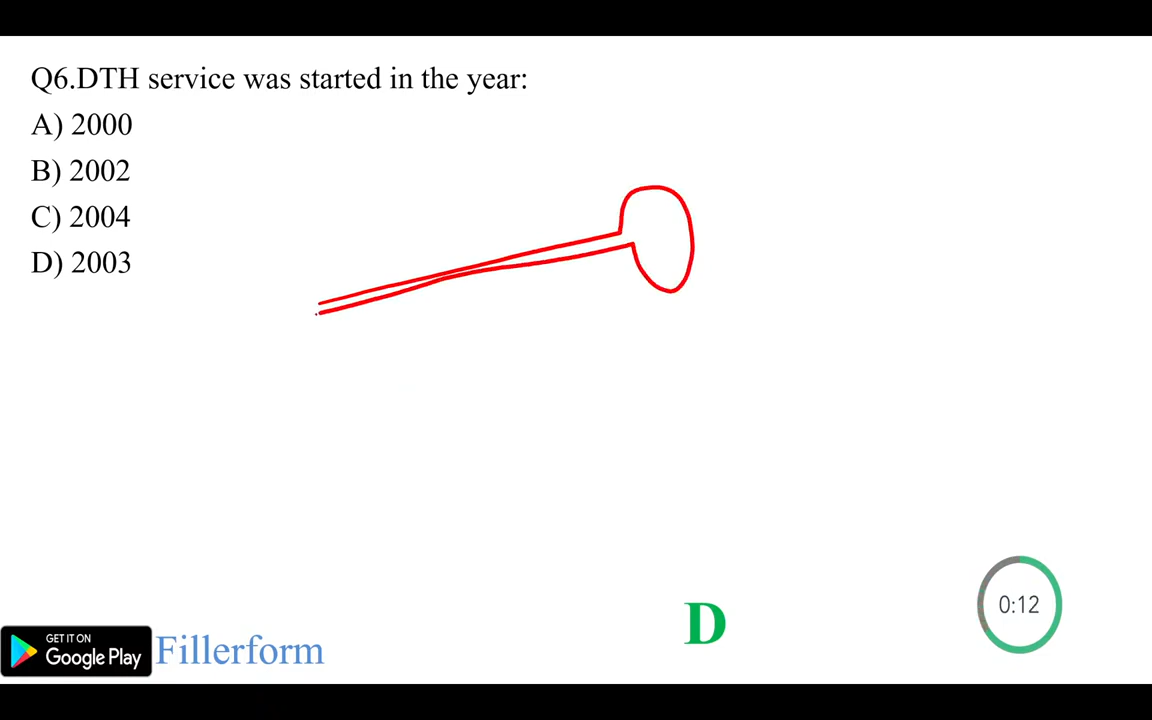 Q6.DTH service was started in the year:
A) 2000
B) 2002
C) 2004
D) 2003
0:12
D
GET IT ON
Google Play
Fillerform